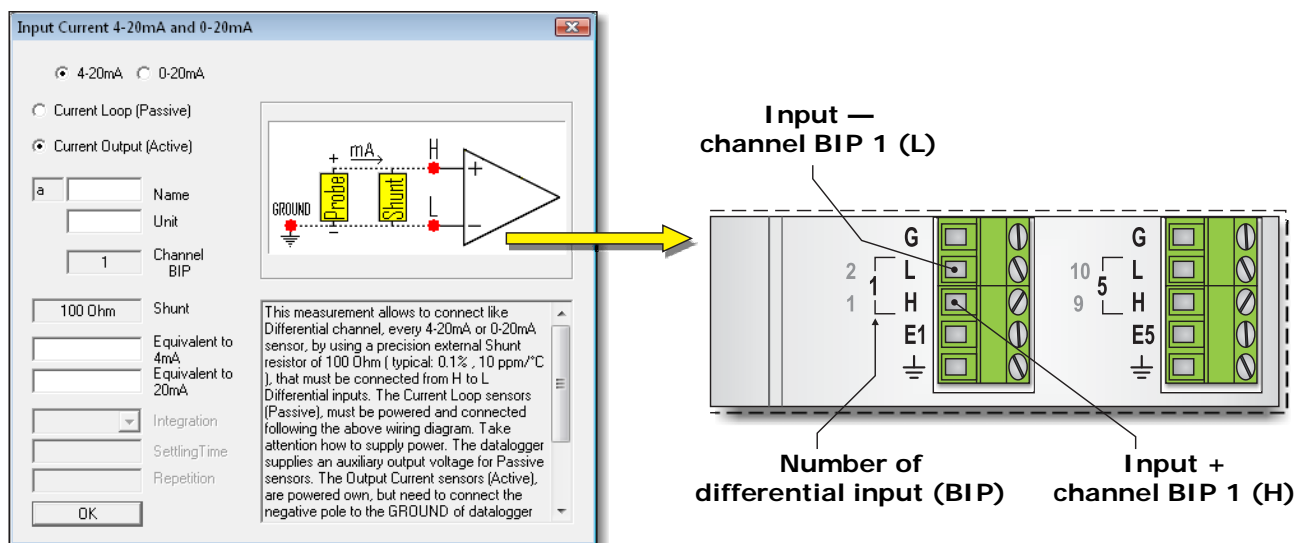 Input Current 4-20mA and 0-20mA
4-20mA 0-20mA
Current Loop (Passive)
Current Output (Active)
a Name
Unit
1 Channel
BIP
100 Ohm Shunt
Equivalent to
4mA
Equivalent to
20mA
Integration
SettlingTime
Repetition
OK
+ mA H
+
GROUND Probe Shunt
L
- -
This measurement allows to connect like
Differential channel, every 4-20mA or 0-20mA
sensor, by using a precision external Shunt
resistor of 100 Ohm ( typical: 0.1% , 10 ppm/°C
), that must be connected from H to L
Differential inputs. The Current Loop sensors
(Passive), must be powered and connected
following the above wiring diagram. Take
attention how to supply power. The datalogger
supplies an auxiliary output voltage for Passive
sensors. The Output Current sensors (Active),
are powered own, but need to connect the
negative pole to the GROUND of datalogger
Input —
channel BIP 1 (L)
G
2 L
1
1 H
E1
G
10 L
5
9 H
E5
Number of
differential input (BIP)
Input +
channel BIP 1 (H)